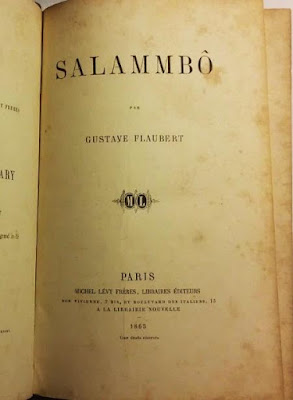 SALAMMBÔ
PAR
GUSTAVE FLAUBERT
ML
PARIS
MICHEL LÉVY FRÈRES, LIBRAIRES ÉDITEURS
RUE VIVIENNE, 2 BIS, ET BOULEVARD DES ITALIENS, 15
A LA LIBRAIRIE NOUVELLE
1863